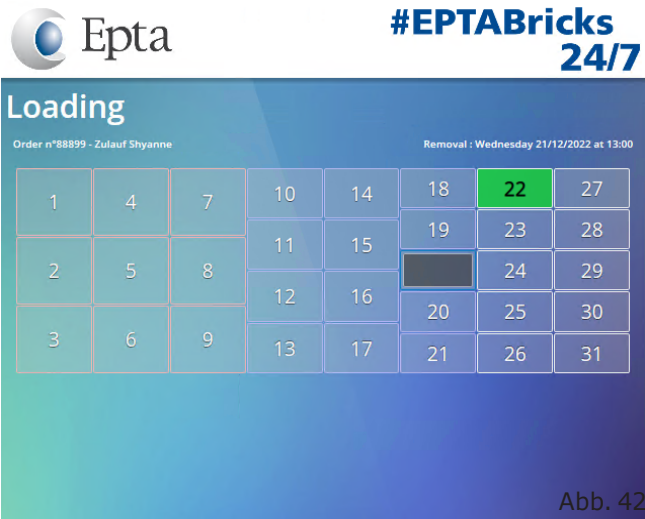 Epta
#EPTABricks
24/7
Loading
Order n°88899 - Zulauf Shyanne
Removal : Wednesday 21/12/2022 at 13:00
1 4 7 10 14 18 22 27
11 15 19 23 28
2 5 8 24 29
12 16 20 25 30
3 6 9 13 17 21 26 31
Abb. 42